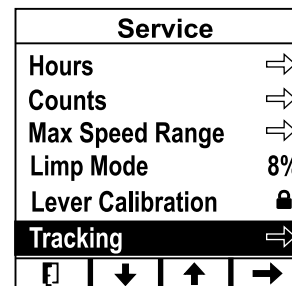 Service
Hours
Counts
Max Speed Range
Limp Mode 8%
Lever Calibration
Tracking